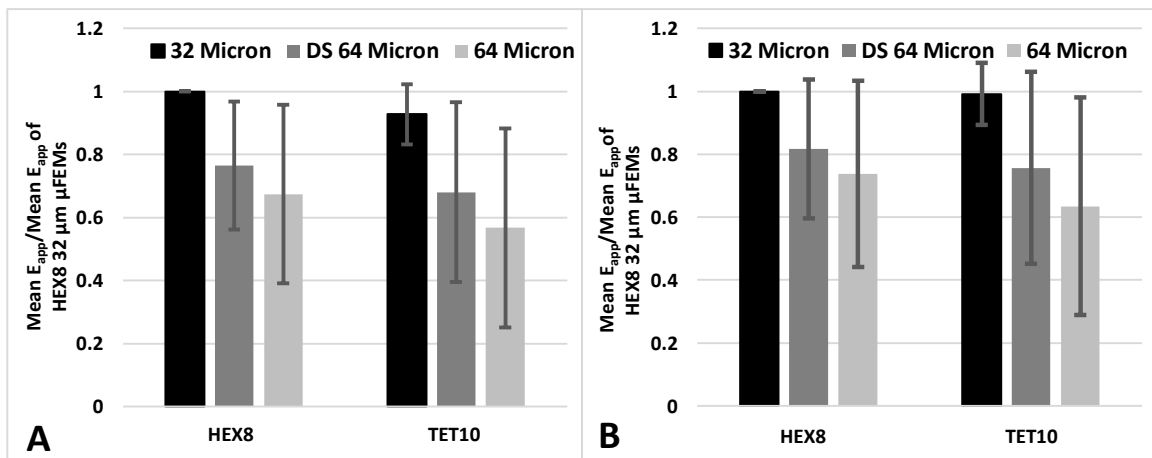 1.2
32 Micron DS 64 Micron 64 Micron
1
0.8
0.6
0.4
0.2
0
Mean Eapp/Mean Eapp of
HEX8 32 μm μFEMs
HEX8 TET10
A
1.2
32 Micron DS 64 Micron 64 Micron
1
0.8
0.6
0.4
0.2
0
Mean Eapp/Mean Eapp of
HEX8 32 μm μFEMs
HEX8 TET10
B